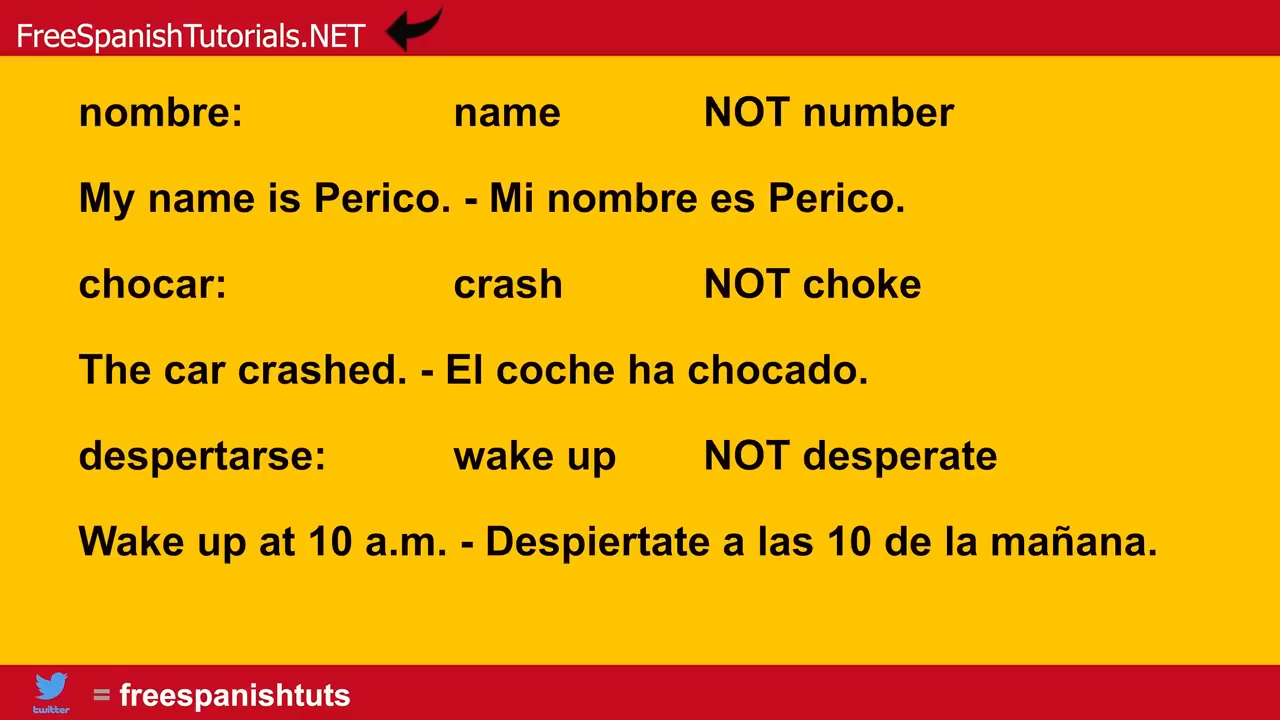 FreeSpanishTutorials.NET
nombre: name NOT number
My name is Perico. - Mi nombre es Perico.
chocar: crash NOT choke
The car crashed. - El coche ha chocado.
despertarse: wake up NOT desperate
Wake up at 10 a.m. - Despiertate a las 10 de la mañana.
twitter = freespanishtuts